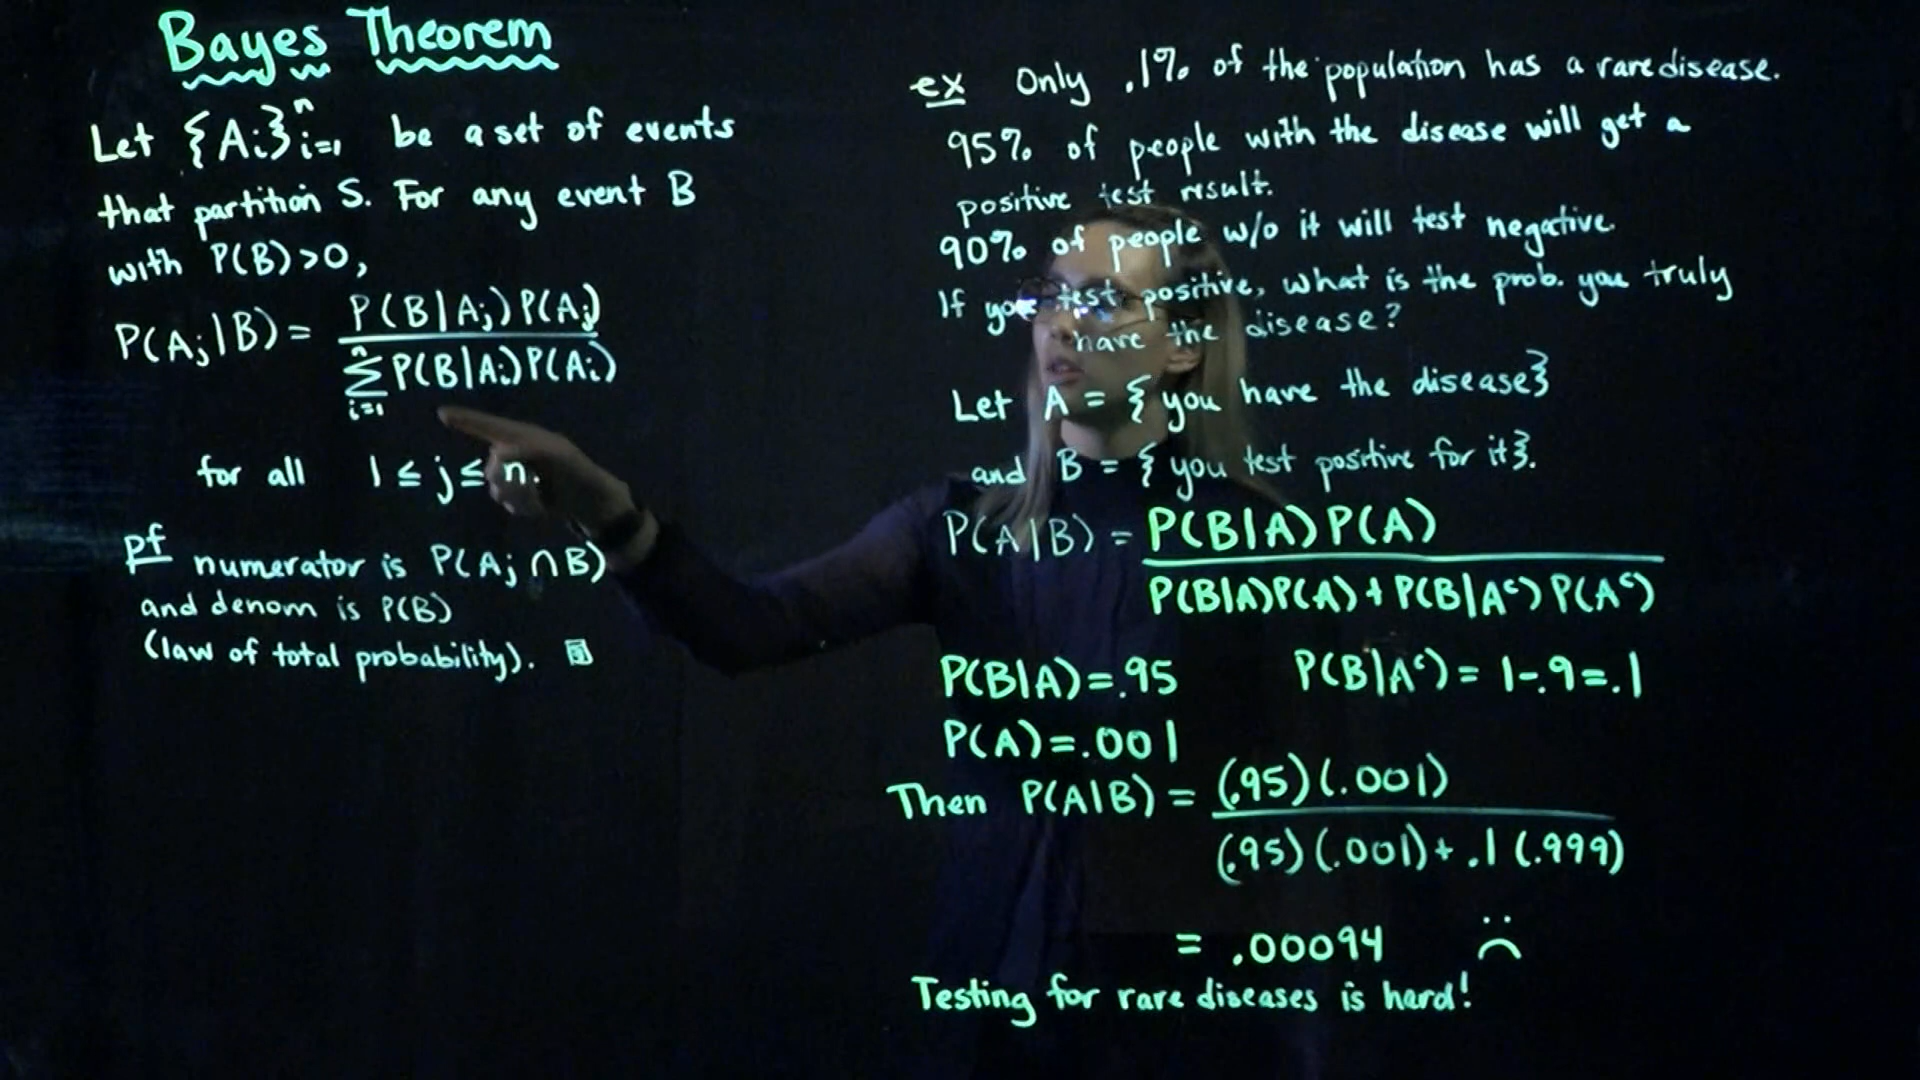 Bayes Theorem
Let {Aᵢ}ⁿᵢ₌₁ be a set of events
that partition S. For any event B
with P(B)>0,
P(Aⱼ|B) = P(B|Aⱼ)P(Aⱼ) / Σⁿᵢ₌₁ P(B|Aᵢ)P(Aᵢ)
for all 1 ≤ j ≤ n.
pf numerator is P(Aⱼ ∩ B)
and denom is P(B)
(law of total probability).
ex Only .1% of the population has a rare disease.
95% of people with the disease will get a
positive test result.
90% of people w/o it will test negative.
If you test positive, what is the prob. you truly
have the disease?
Let A = { you have the disease}
and B = { you test positive for it}.
P(A|B) = P(B|A)P(A) / P(B|A)P(A) + P(B|Aᶜ)P(Aᶜ)
P(B|A)=.95 P(B|Aᶜ) = 1-.9=.1
P(A)=.001
Then P(A|B) = (.95)(.001) / (.95)(.001) + .1(.999)
= .00094
Testing for rare diseases is hard!